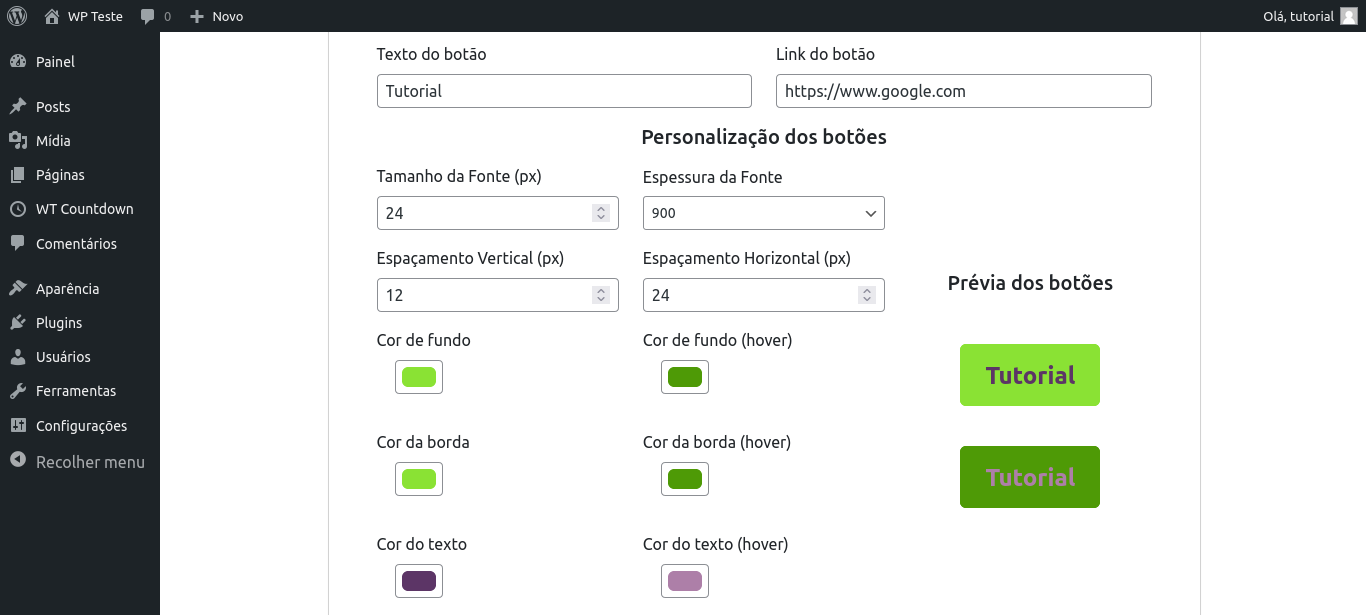 WP Teste 0 Novo Olá, tutorial
Painel
Posts
Mídia
Páginas
WT Countdown
Comentários
Aparência
Plugins
Usuários
Ferramentas
Configurações
Recolher menu
Texto do botão Link do botão
Tutorial https://www.google.com
Personalização dos botões
Tamanho da Fonte (px) Espessura da Fonte
24 900
Espaçamento Vertical (px) Espaçamento Horizontal (px)
12 24
Cor de fundo Cor de fundo (hover)
Cor da borda Cor da borda (hover)
Cor do texto Cor do texto (hover)
Prévia dos botões
Tutorial
Tutorial